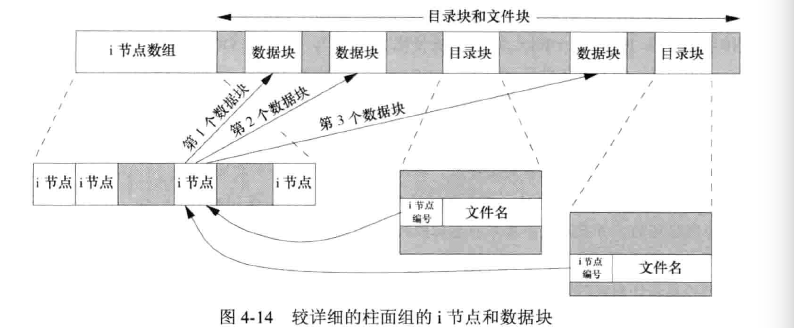 目录块和文件块
i 节点数组
数据块
数据块
目录块
数据块
目录块
第 1 个数据块
第 2 个数据块
第 3 个数据块
i 节点
i 节点
i 节点
i 节点
i 节点
编号
文件名
i 节点
编号
文件名
图 4-14 较详细的柱面组的 i 节点和数据块